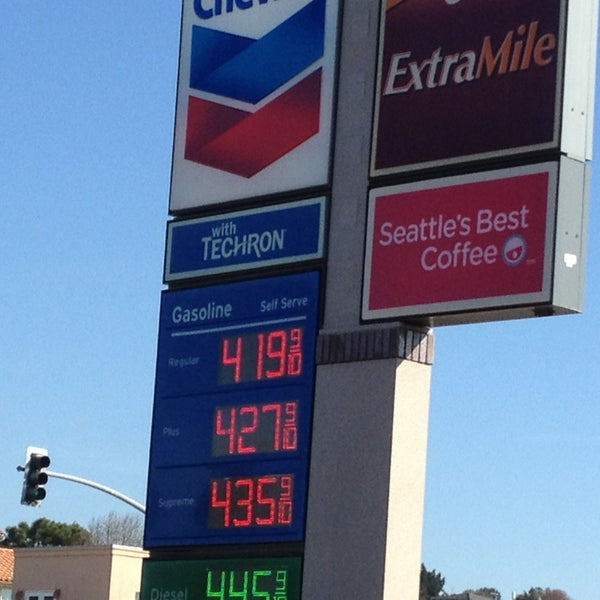 Chev
ExtraMile
with
TECHRON
Seattle's Best
Coffee
Gasoline Self Serve
Regular 419 9/10
Plus 427 9/10
Supreme 435 9/10
Diesel 445 9/10